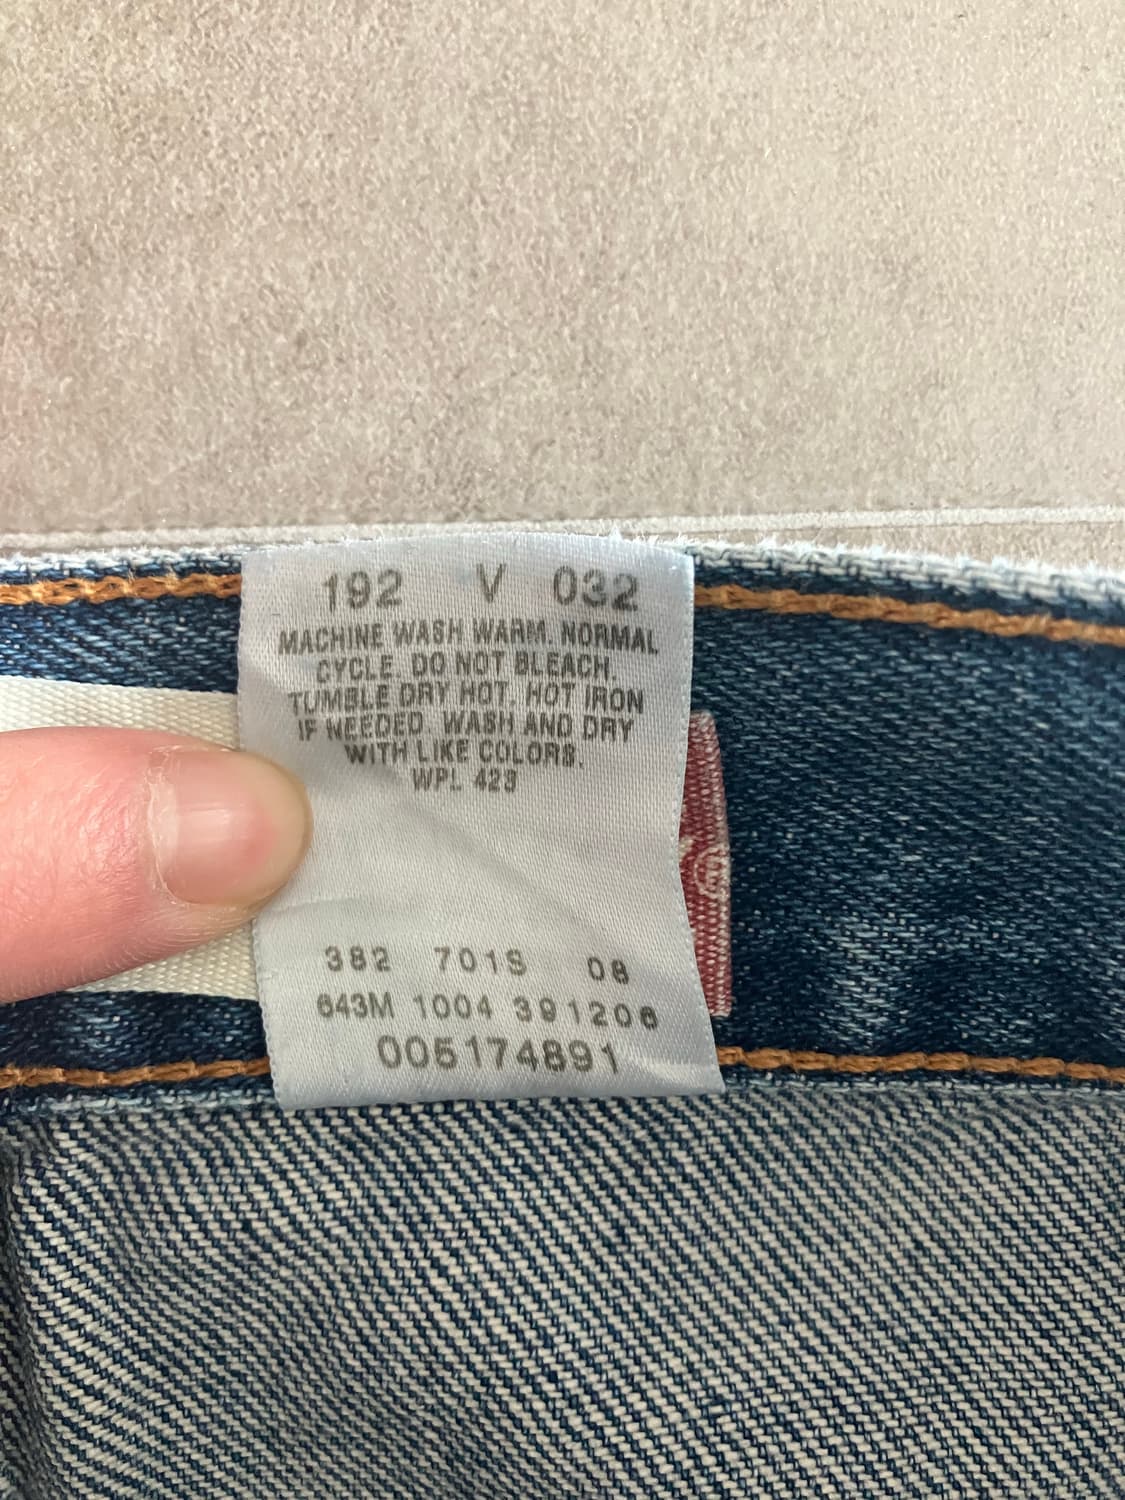 192 V 032
MACHINE WASH WARM. NORMAL
CYCLE. DO NOT BLEACH.
TUMBLE DRY HOT. HOT IRON
IF NEEDED. WASH AND DRY
WITH LIKE COLORS.
WPL 423
382 701S 08
643M 1004 391206
005174891